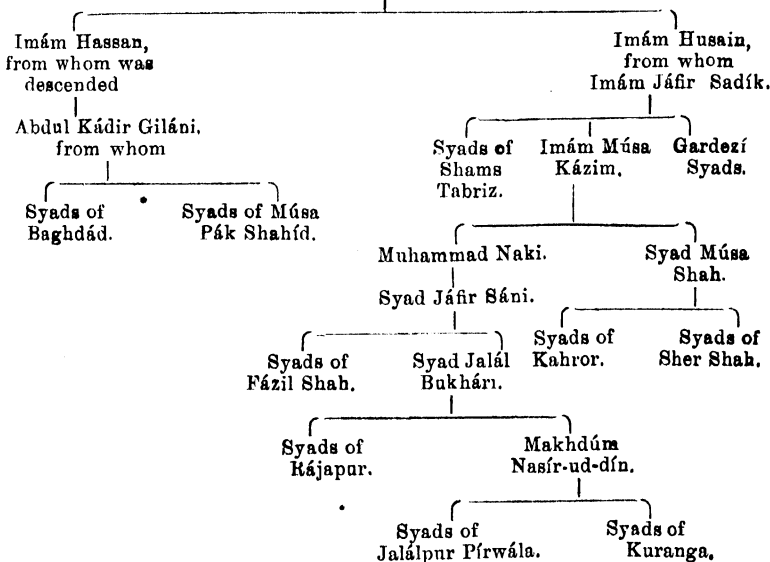 Imám Hassan,
from whom was
descended
Imám Husain,
from whom
Imám Jáfir Sadík.
Abdul Kádir Giláni,
from whom
Syads of
Shams
Tabriz.
Imám Músa
Kázim.
Gardezí
Syads.
Syads of
Baghdád.
Syads of Músa
Pák Shahíd.
Muhammad Naki.
Syad Músa
Shah.
Syad Jáfir Sáni.
Syads of
Kahror.
Syads of
Sher Shah.
Syads of
Fázil Shah.
Syad Jalál
Bukhári.
Syads of
Rájapur.
Makhdúm
Nasír-ud-dín.
Syads of
Jalálpur Pírwála.
Syads of
Kuranga.